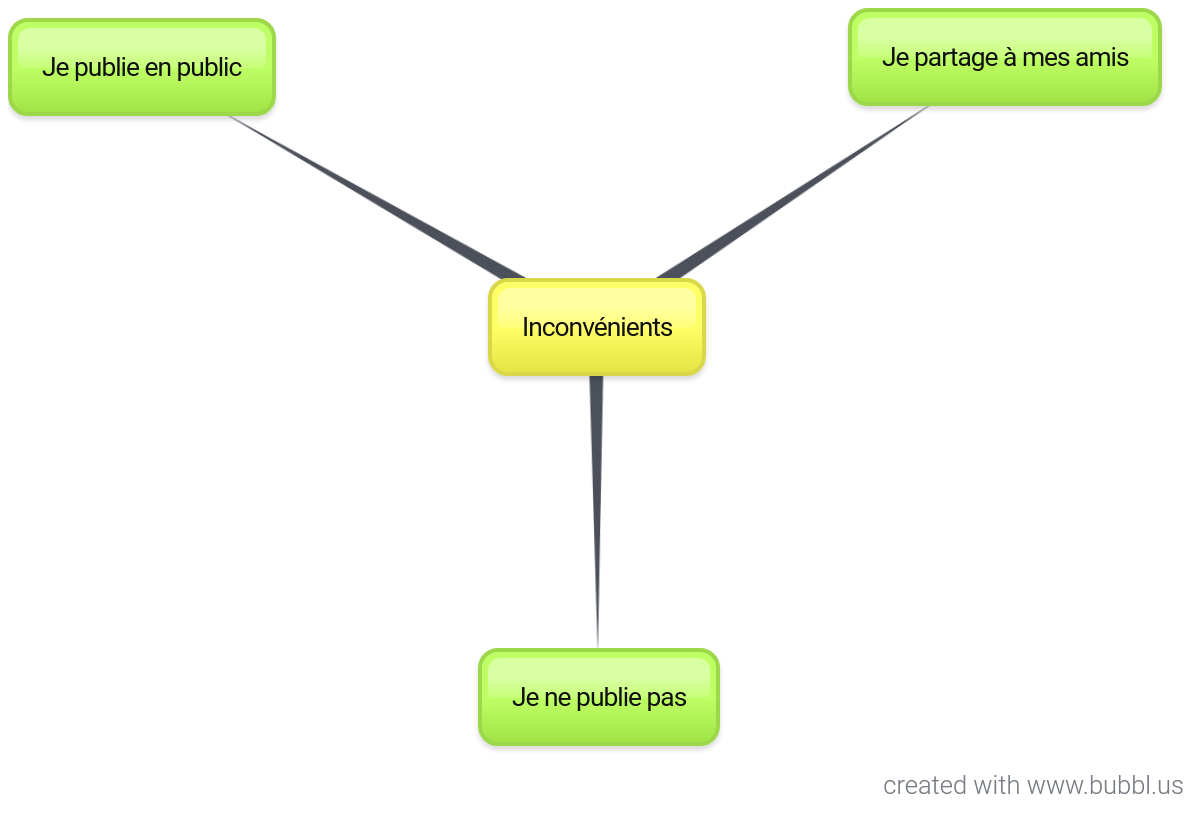 Je publie en public
Je partage à mes amis
Inconvénients
Je ne publie pas
created with www.bubbl.us